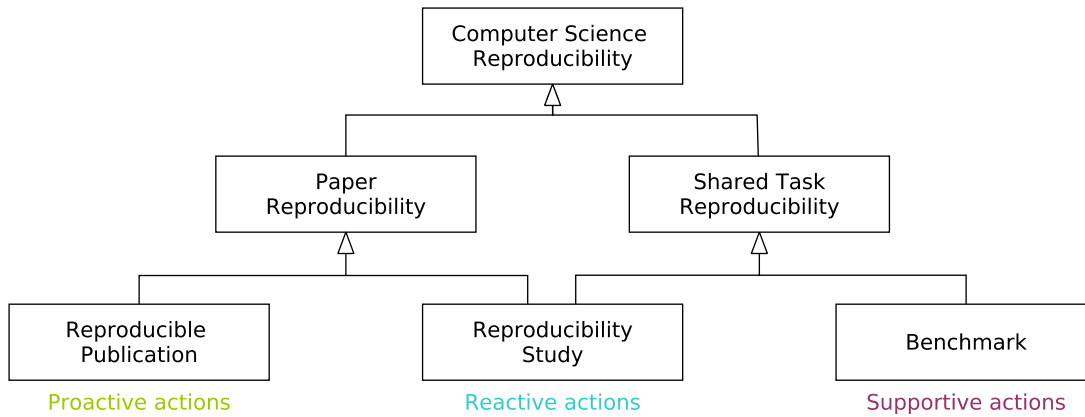 Computer Science
Reproducibility
Paper
Reproducibility
Shared Task
Reproducibility
Reproducible
Publication
Reproducibility
Study
Benchmark
Proactive actions
Reactive actions
Supportive actions